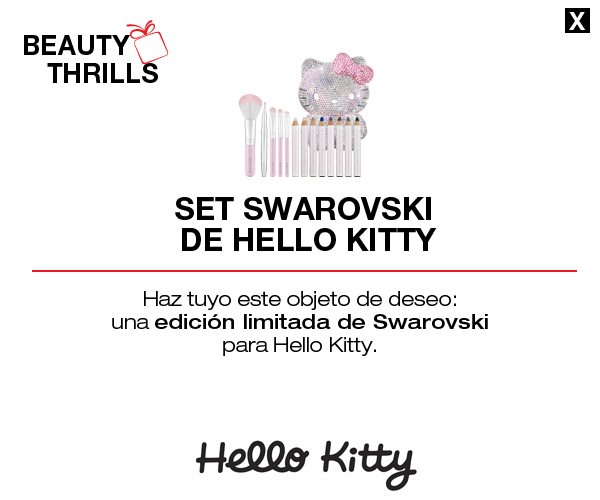 X
BEAUTY
THRILLS
SET SWAROVSKI
DE HELLO KITTY
Haz tuyo este objeto de deseo:
una edición limitada de Swarovski
para Hello Kitty.
Hello Kitty